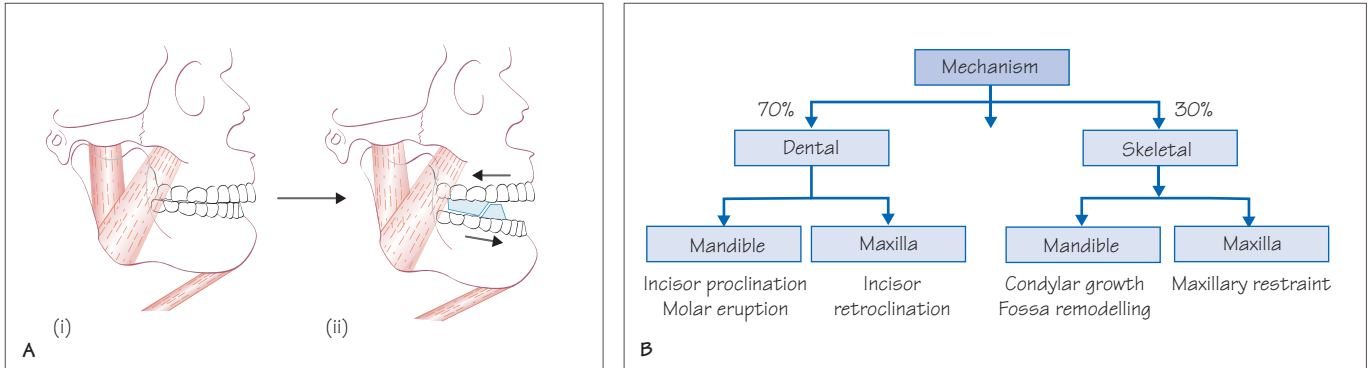 (i)
(ii)
A
Mechanism
70%
30%
Dental
Skeletal
Mandible
Maxilla
Mandible
Maxilla
Incisor proclination
Molar eruption
Incisor
retroclination
Condylar growth
Fossa remodelling
Maxillary restraint
B